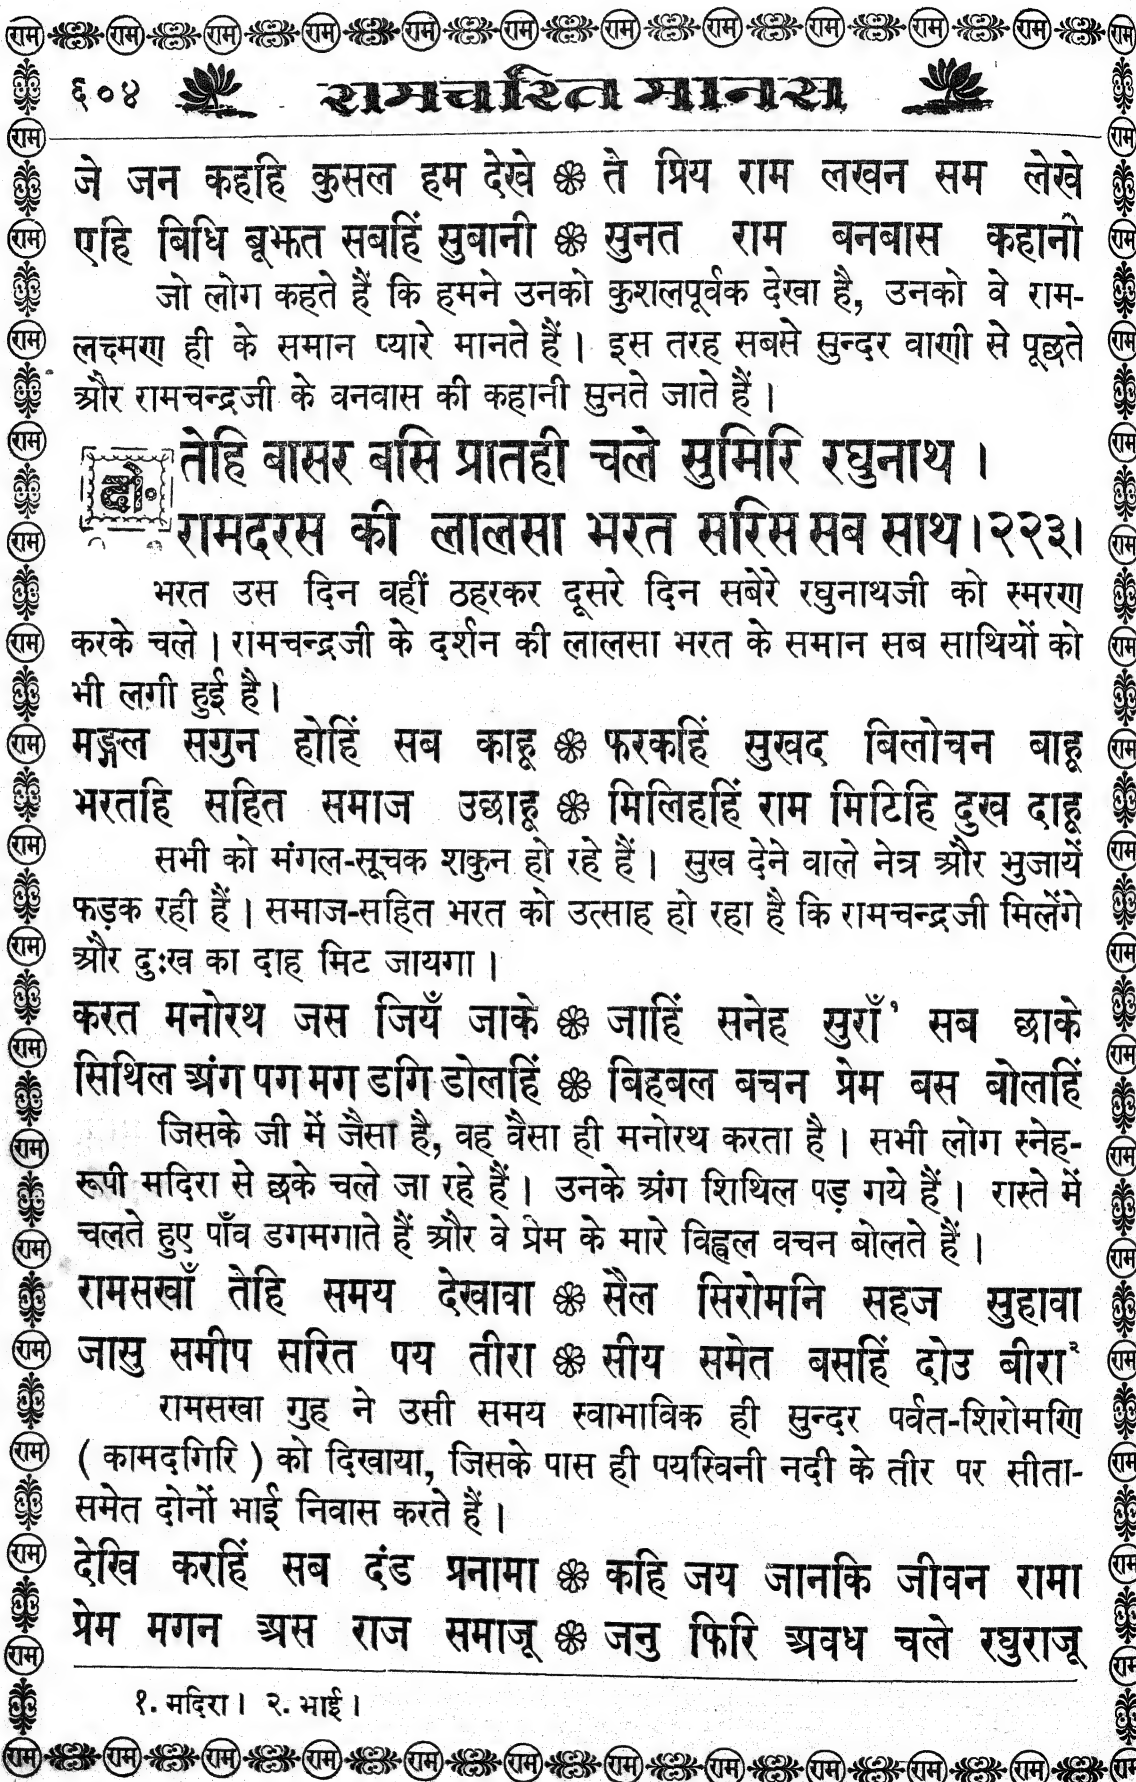 ६०४ रामचरितमानस
जे जन कहहि कुसल हम देखे ❀ ते प्रिय राम लखन सम लेखे
एहि बिधि बूझत सबहिं सुबानी ❀ सुनत राम बनबास कहानी
जो लोग कहते हैं कि हमने उनको कुशलपूर्वक देखा है, उनको वे राम-
लक्ष्मण ही के समान प्यारे मानते हैं। इस तरह सबसे सुन्दर वाणी से पूछते
और रामचन्द्रजी के वनवास की कहानी सुनते जाते हैं।
दो० तेहि बासर बसि प्रातही चले सुमिरि रघुनाथ ।
रामदरस की लालसा भरत सरिस सब साथ।२२३।
भरत उस दिन वहीं ठहरकर दूसरे दिन सबेरे रघुनाथजी को स्मरण
करके चले। रामचन्द्रजी के दर्शन की लालसा भरत के समान सब साथियों को
भी लगी हुई है।
मङ्गल सगुन होहिं सब काहू ❀ फरकहिं सुखद बिलोचन बाहू
भरतहि सहित समाज उछाहू ❀ मिलिहहिं राम मिटिहि दुख दाहू
सभी को मंगल-सूचक शकुन हो रहे हैं। सुख देने वाले नेत्र और भुजायें
फड़क रही हैं। समाज-सहित भरत को उत्साह हो रहा है कि रामचन्द्रजी मिलेंगे
और दुःख का दाह मिट जायगा।
करत मनोरथ जस जियँ जाके ❀ जाहिं सनेह सुराँ१ सब छाके
सिथिल अंग पग मग डगि डोलहिं ❀ बिहबल बचन प्रेम बस बोलहिं
जिसके जी में जैसा है, वह वैसा ही मनोरथ करता है। सभी लोग स्नेह-
रूपी मदिरा से छके चले जा रहे हैं। उनके अंग शिथिल पड़ गये हैं। रास्ते में
चलते हुए पाँव डगमगाते हैं और वे प्रेम के मारे विह्वल वचन बोलते हैं।
रामसखाँ तेहि समय देखावा ❀ सैल सिरोमनि सहज सुहावा
जासु समीप सरित पय तीरा ❀ सीय समेत बसहिं दोउ बीरा२
रामसखा गुह ने उसी समय स्वाभाविक ही सुन्दर पर्वत-शिरोमणि
( कामदगिरि ) को दिखाया, जिसके पास ही पयस्विनी नदी के तीर पर सीता-
समेत दोनों भाई निवास करते हैं।
देखि करहिं सब दंड प्रनामा ❀ कहि जय जानकि जीवन रामा
प्रेम मगन अस राज समाजू ❀ जनु फिरि अवध चले रघुराजू
१. मदिरा। २. भाई।